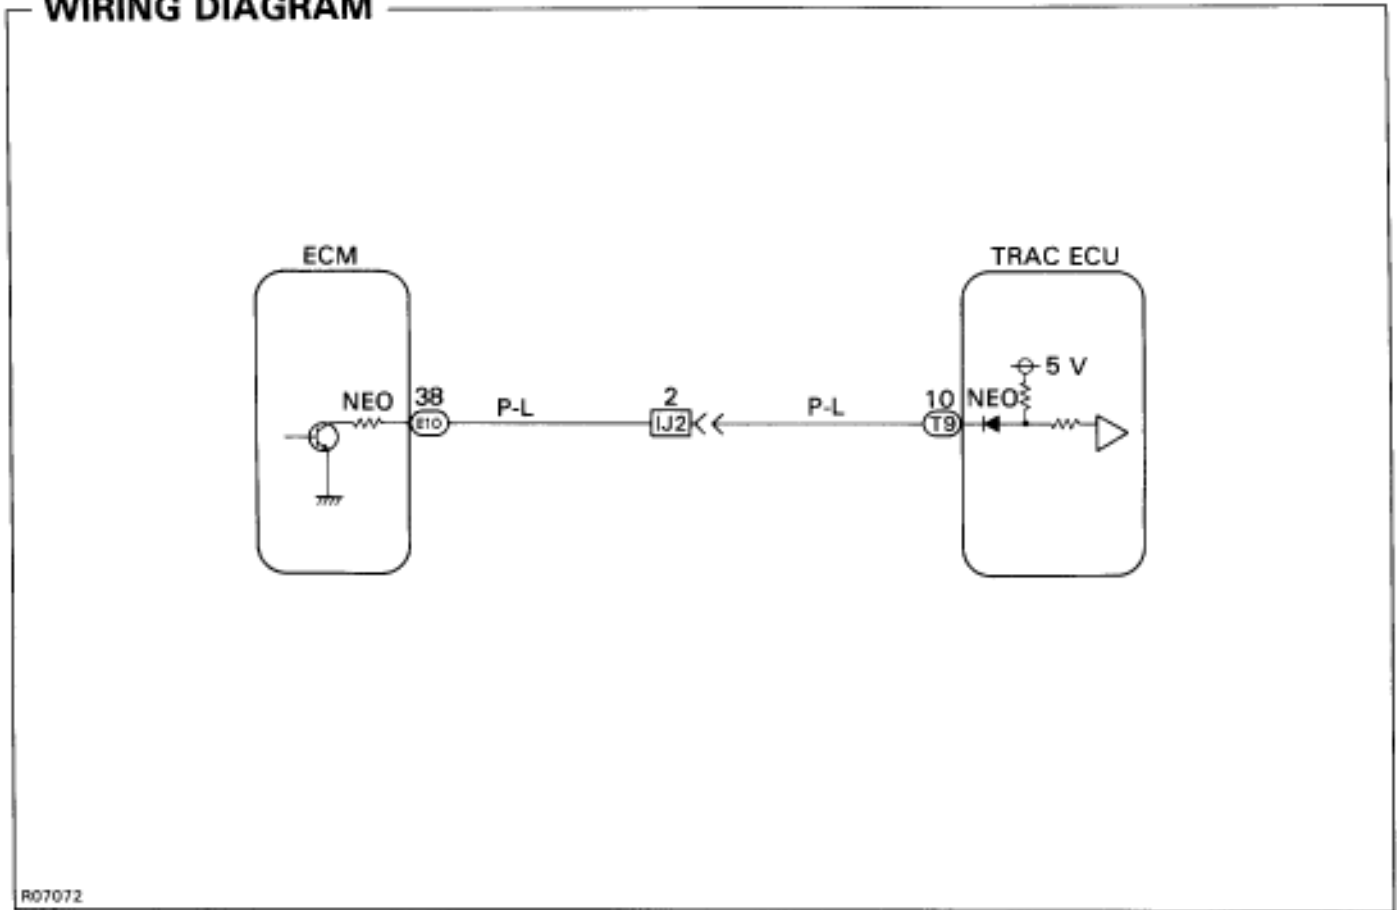 WIRING DIAGRAM
ECM
TRAC ECU
5 V
NEO
38
E10
P-L
2
IJ2
P-L
10
T9
NEO
R07072